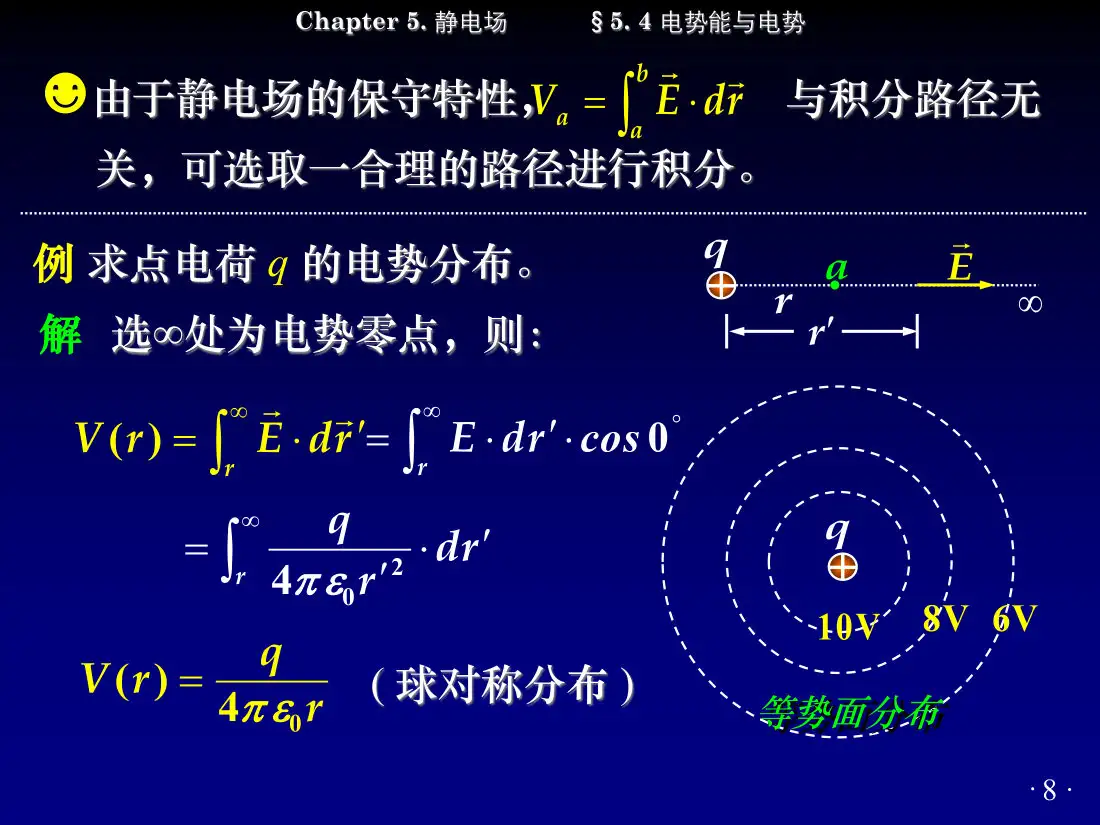 Chapter 5. 静电场 §5. 4 电势能与电势
由于静电场的保守特性, V_a = ∫_a^b E⃗ · dr⃗ 与积分路径无
关，可选取一合理的路径进行积分。
例 求点电荷 q 的电势分布。
解 选∞处为电势零点，则：
q a E⃗
r ∞
r′
V(r) = ∫_r^∞ E⃗ · dr⃗′ = ∫_r^∞ E · dr′ · cos 0°
= ∫_r^∞ q / (4πε₀r′²) · dr′
V(r) = q / (4πε₀r) (球对称分布)
q
10V 8V 6V
等势面分布
· 8 ·